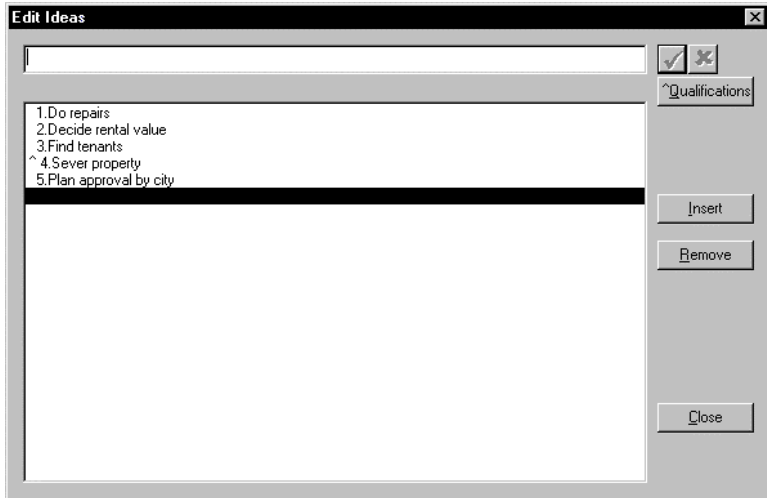 Edit Ideas
^Qualifications
1.Do repairs
2.Decide rental value
3.Find tenants
^ 4.Sever property
5.Plan approval by city
Insert
Remove
Close